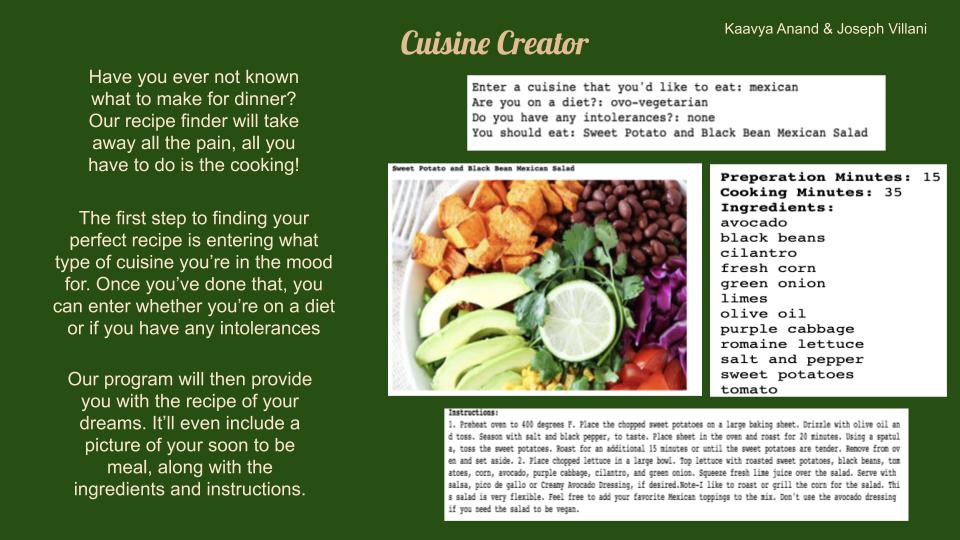 Cuisine Creator
Kaavya Anand & Joseph Villani
Have you ever not known
what to make for dinner?
Our recipe finder will take
away all the pain, all you
have to do is the cooking!
The first step to finding your
perfect recipe is entering what
type of cuisine you're in the mood
for. Once you've done that, you
can enter whether you're on a diet
or if you have any intolerances
Our program will then provide
you with the recipe of your
dreams. It'll even include a
picture of your soon to be
meal, along with the
ingredients and instructions.
Enter a cuisine that you'd like to eat: mexican
Are you on a diet?: ovo-vegetarian
Do you have any intolerances?: none
You should eat: Sweet Potato and Black Bean Mexican Salad
Sweet Potato and Black Bean Mexican Salad
Preperation Minutes: 15
Cooking Minutes: 35
Ingredients:
avocado
black beans
cilantro
fresh corn
green onion
limes
olive oil
purple cabbage
romaine lettuce
salt and pepper
sweet potatoes
tomato
Instructions:
1. Preheat oven to 400 degrees F. Place the chopped sweet potatoes on a large baking sheet. Drizzle with olive oil an
d toss. Season with salt and black pepper, to taste. Place sheet in the oven and roast for 20 minutes. Using a spatul
a, toss the sweet potatoes. Roast for an additional 15 minutes or until the sweet potatoes are tender. Remove from ov
en and set aside. 2. Place chopped lettuce in a large bowl. Top lettuce with roasted sweet potatoes, black beans, tom
atoes, corn, avocado, purple cabbage, cilantro, and green onion. Squeeze fresh lime juice over the salad. Serve with
salsa, pico de gallo or Creamy Avocado Dressing, if desired.Note-I like to roast or grill the corn for the salad. Thi
s salad is very flexible. Feel free to add your favorite Mexican toppings to the mix. Don't use the avocado dressing
if you need the salad to be vegan.